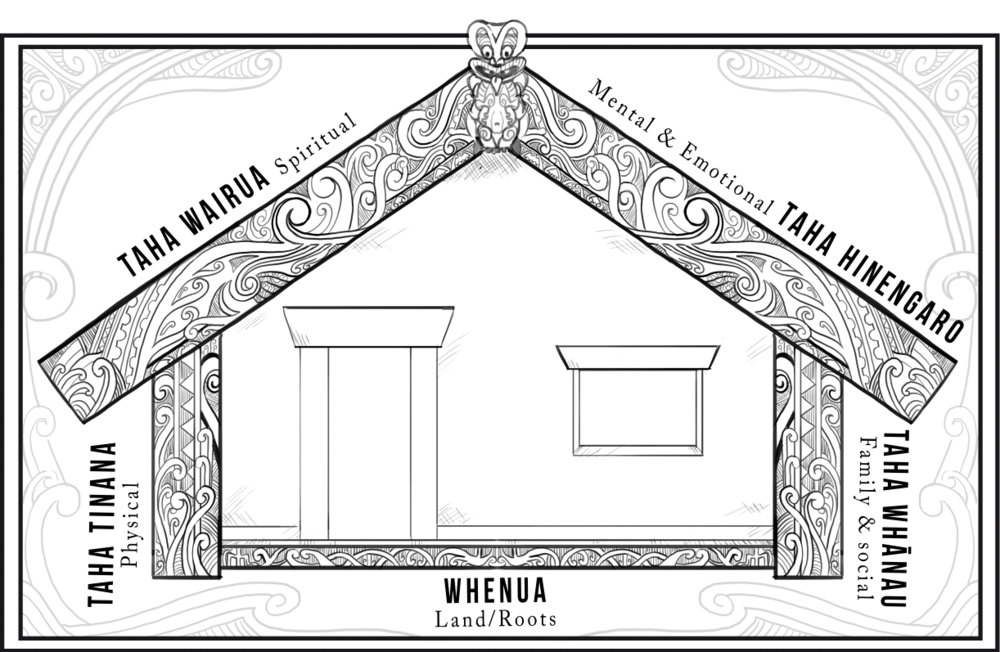 TAHA WAIRUA Spiritual
Mental & Emotional TAHA HINENGARO
TAHA TINANA
Physical
TAHA WHĀNAU
Family & social
WHENUA
Land/Roots